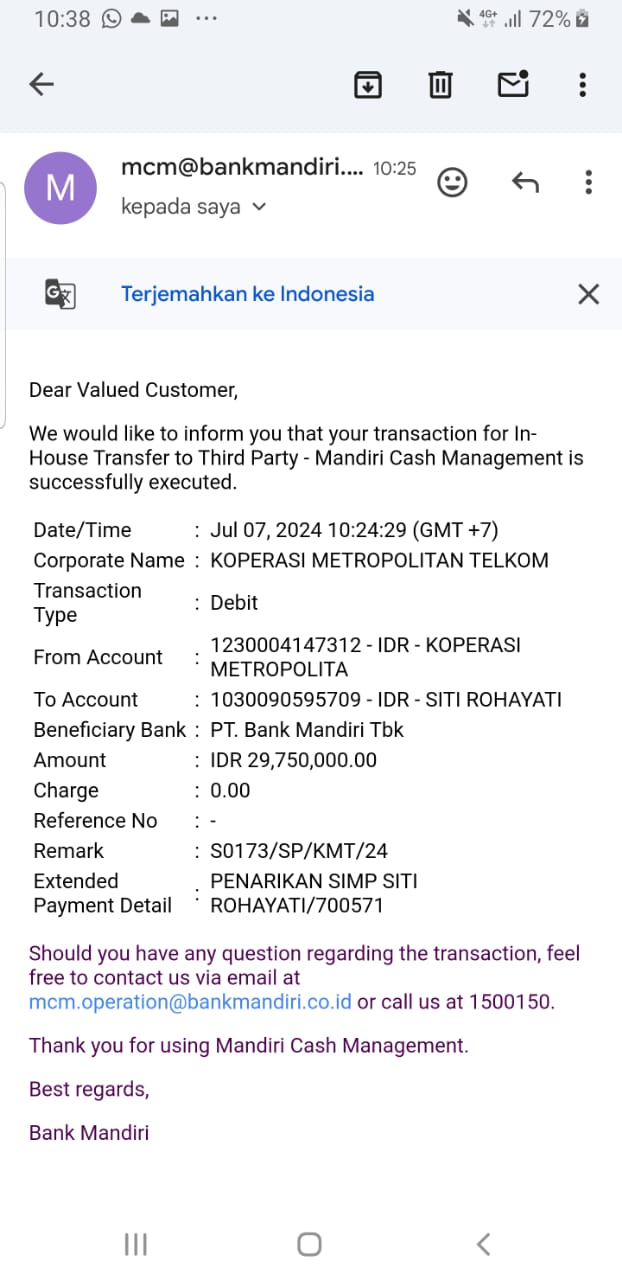 10:38
4G+ 72%
M
mcm@bankmandiri.... 10:25
kepada saya
G
Terjemahkan ke Indonesia
Dear Valued Customer,
We would like to inform you that your transaction for In-
House Transfer to Third Party - Mandiri Cash Management is
successfully executed.
Date/Time : Jul 07, 2024 10:24:29 (GMT +7)
Corporate Name : KOPERASI METROPOLITAN TELKOM
Transaction
Type : Debit
From Account : 1230004147312 - IDR - KOPERASI
METROPOLITA
To Account : 1030090595709 - IDR - SITI ROHAYATI
Beneficiary Bank : PT. Bank Mandiri Tbk
Amount : IDR 29,750,000.00
Charge : 0.00
Reference No : -
Remark : S0173/SP/KMT/24
Extended
Payment Detail : PENARIKAN SIMP SITI
ROHAYATI/700571
Should you have any question regarding the transaction, feel
free to contact us via email at
mcm.operation@bankmandiri.co.id or call us at 1500150.
Thank you for using Mandiri Cash Management.
Best regards,
Bank Mandiri